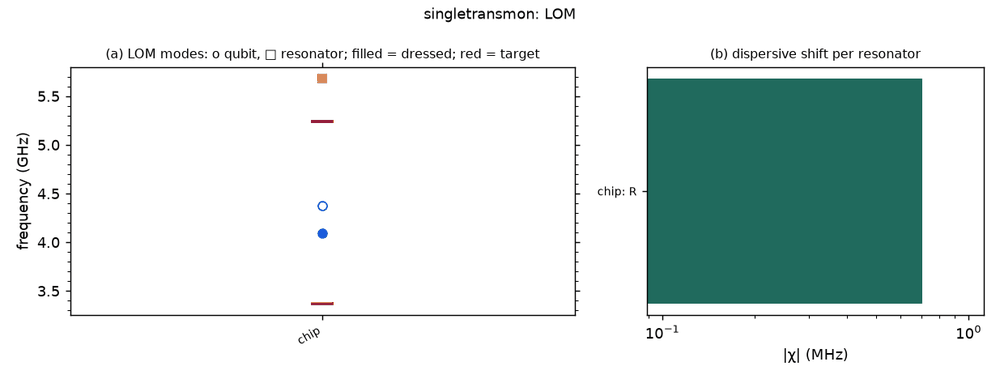 singletransmon: LOM
(a) LOM modes: o qubit, □ resonator; filled = dressed; red = target
(b) dispersive shift per resonator
frequency (GHz)
5.5
5.0
4.5
4.0
3.5
chip
chip: R
10⁻¹
10⁰
|χ| (MHz)